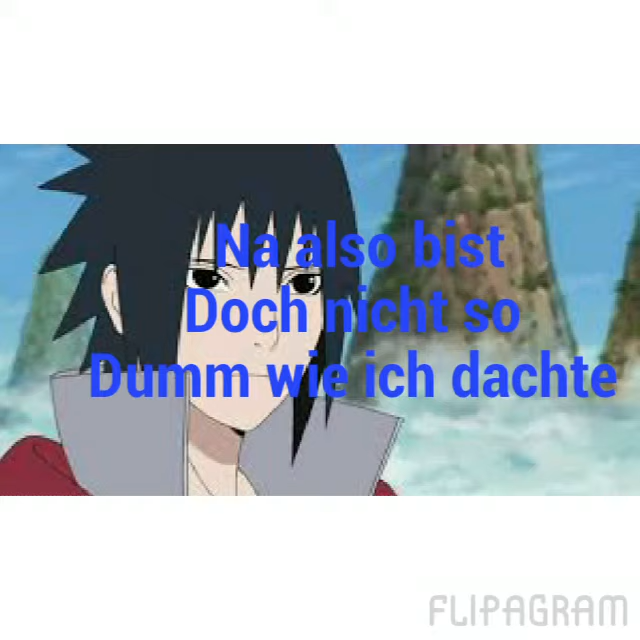 Na also bist
Doch nicht so
Dumm wie ich dachte
FLIPAGRAM